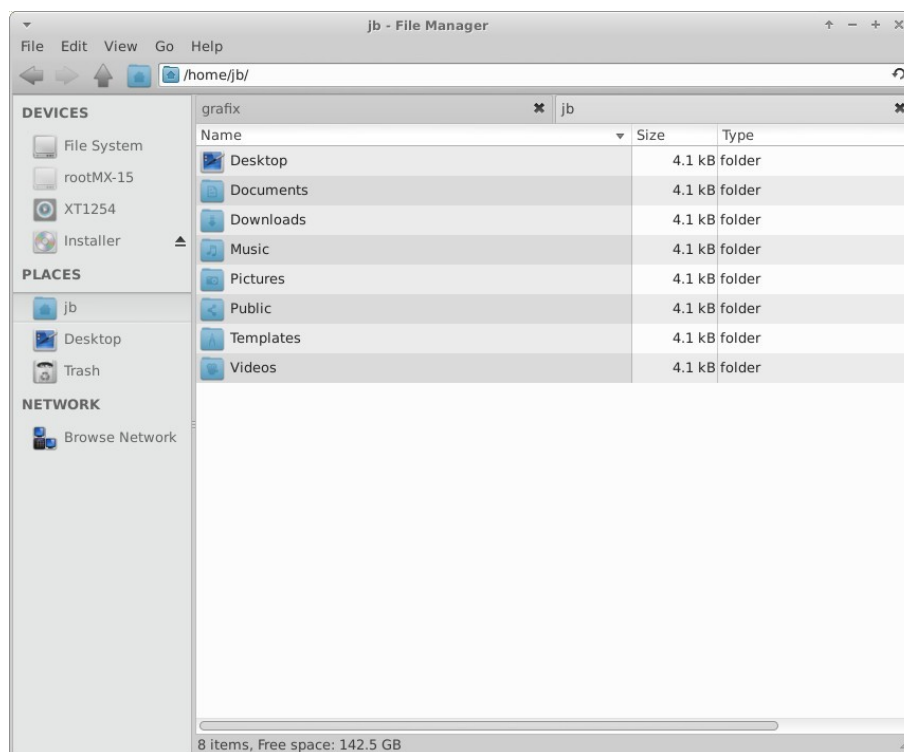 jb - File Manager
File Edit View Go Help
/home/jb/
DEVICES
File System
rootMX-15
XT1254
Installer
PLACES
jb
Desktop
Trash
NETWORK
Browse Network
grafix jb
Name Size Type
Desktop 4.1 kB folder
Documents 4.1 kB folder
Downloads 4.1 kB folder
Music 4.1 kB folder
Pictures 4.1 kB folder
Public 4.1 kB folder
Templates 4.1 kB folder
Videos 4.1 kB folder
8 items, Free space: 142.5 GB